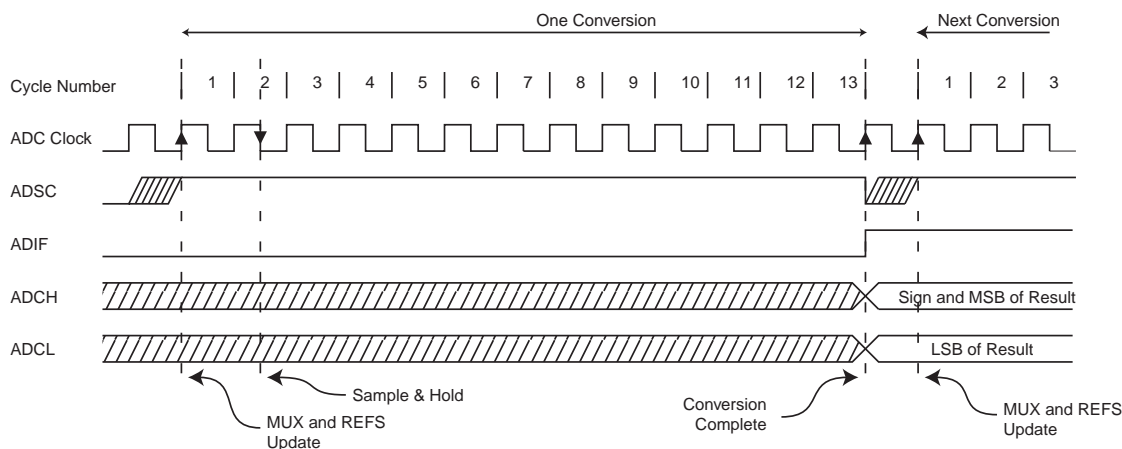 One Conversion
Next Conversion
Cycle Number 1 2 3 4 5 6 7 8 9 10 11 12 13 1 2 3
ADC Clock
ADSC
ADIF
ADCH
Sign and MSB of Result
ADCL
LSB of Result
Sample & Hold
MUX and REFS
Update
Conversion
Complete
MUX and REFS
Update